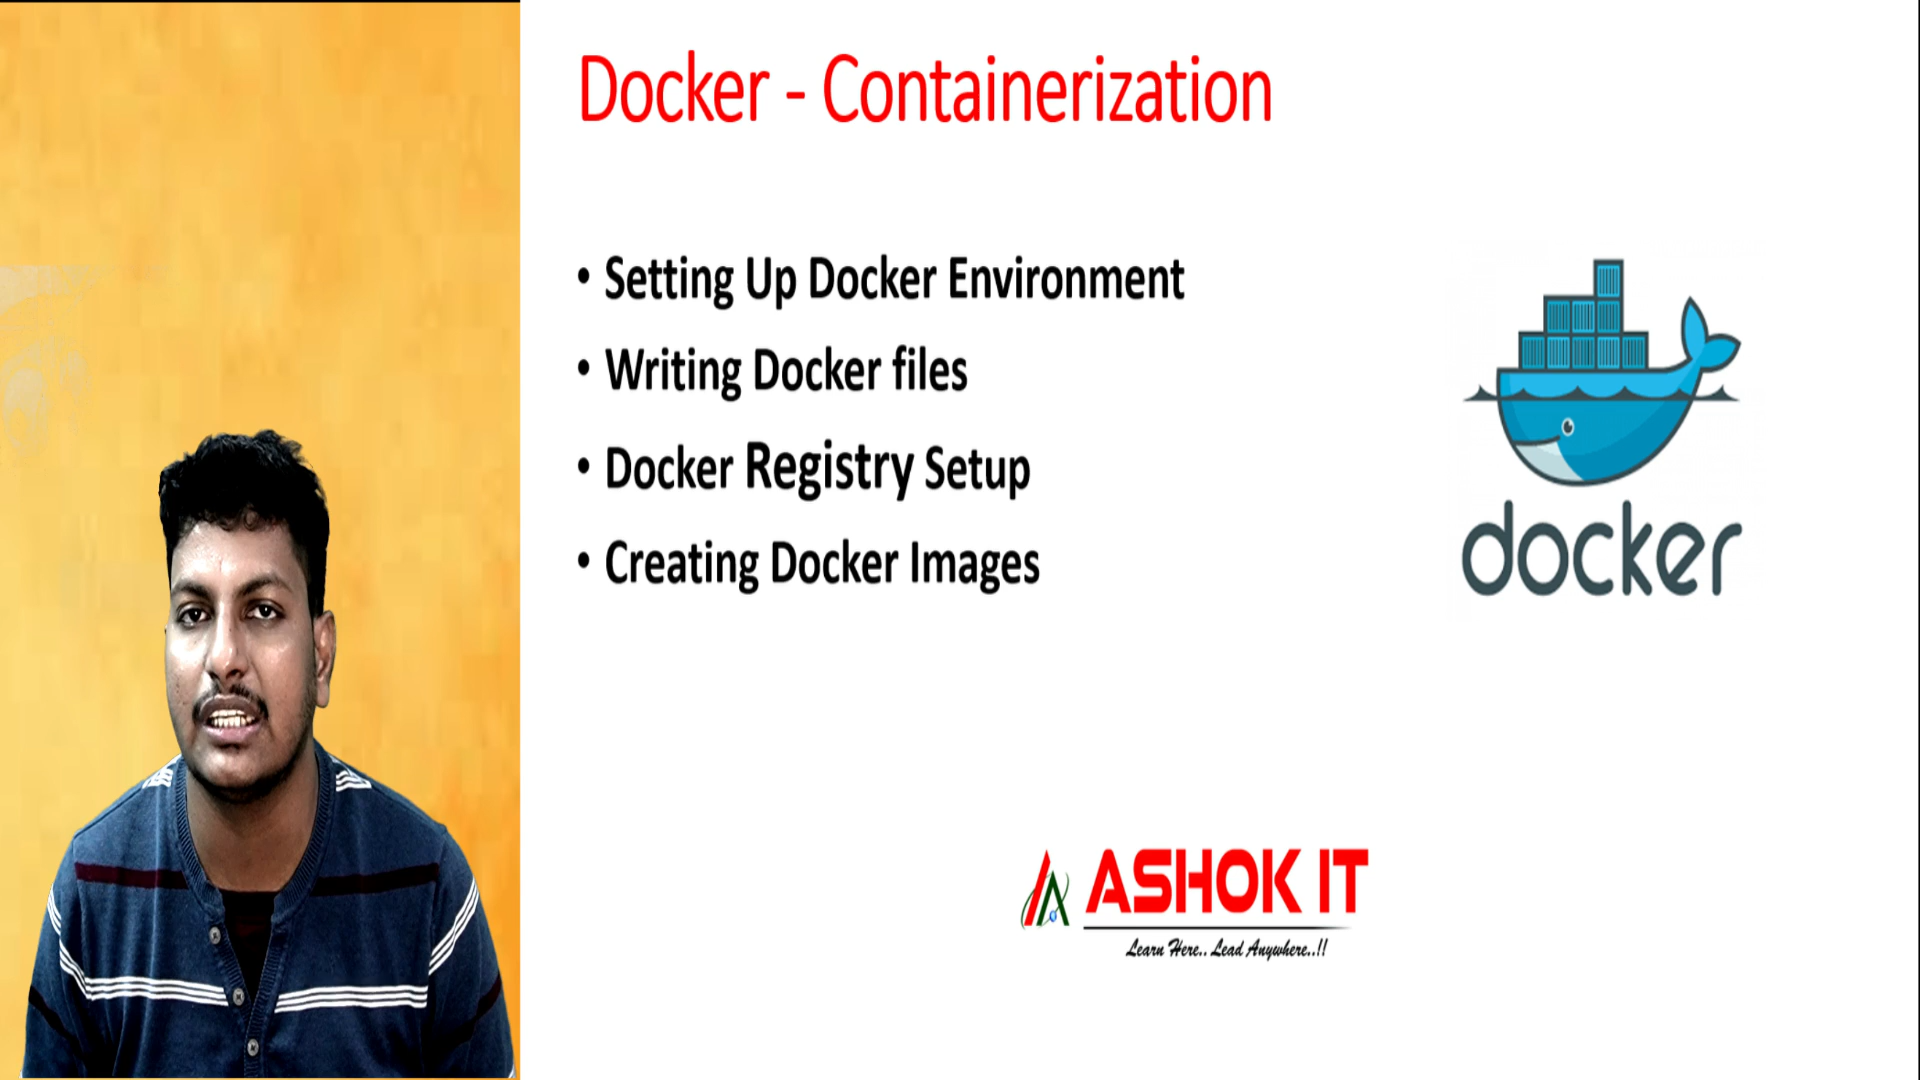 Docker - Containerization
• Setting Up Docker Environment
• Writing Docker files
• Docker Registry Setup
• Creating Docker Images
docker
ASHOK IT
Learn Here.. Lead Anywhere..!!